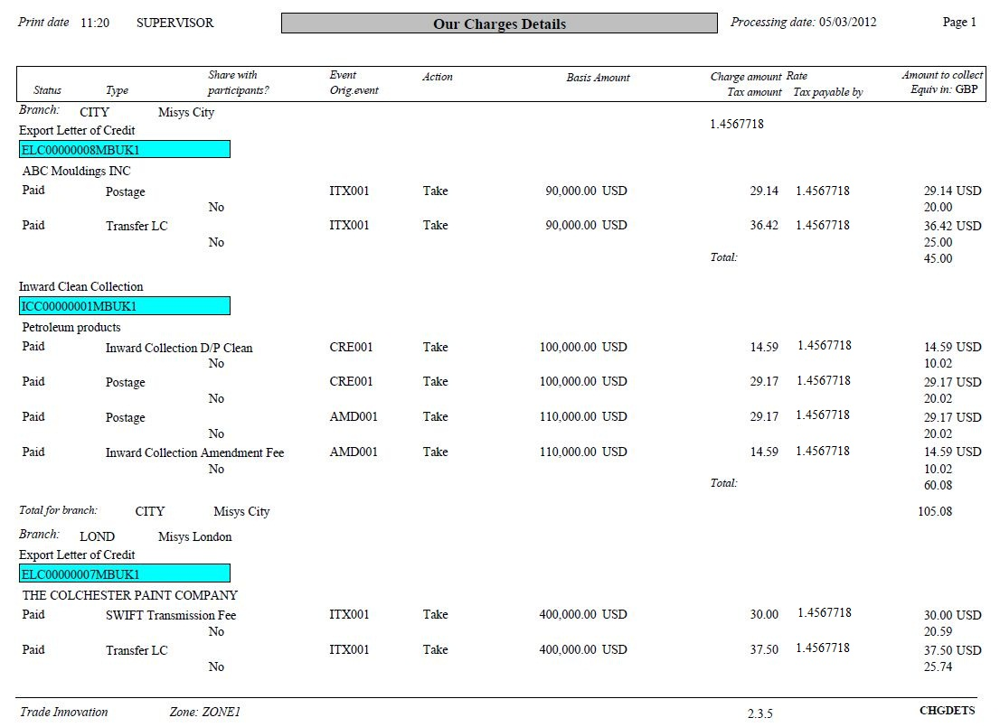 Print date 11:20 SUPERVISOR Our Charges Details Processing date: 05/03/2012 Page 1
Share with Event Action Basis Amount Charge amount Rate Amount to collect
Status Type participants? Orig.event Tax amount Tax payable by Equiv in: GBP
Branch: CITY Misys City
1.4567718
Export Letter of Credit
ELC00000008MBUK1
ABC Mouldings INC
Paid Postage ITX001 Take 90,000.00 USD 29.14 1.4567718 29.14 USD
No 20.00
Paid Transfer LC ITX001 Take 90,000.00 USD 36.42 1.4567718 36.42 USD
No 25.00
Total: 45.00
Inward Clean Collection
ICC00000001MBUK1
Petroleum products
Paid Inward Collection D/P Clean CRE001 Take 100,000.00 USD 14.59 1.4567718 14.59 USD
No 10.02
Paid Postage CRE001 Take 100,000.00 USD 29.17 1.4567718 29.17 USD
No 20.02
Paid Postage AMD001 Take 110,000.00 USD 29.17 1.4567718 29.17 USD
No 20.02
Paid Inward Collection Amendment Fee AMD001 Take 110,000.00 USD 14.59 1.4567718 14.59 USD
No 10.02
Total: 60.08
Total for branch: CITY Misys City 105.08
Branch: LOND Misys London
Export Letter of Credit
ELC00000007MBUK1
THE COLCHESTER PAINT COMPANY
Paid SWIFT Transmission Fee ITX001 Take 400,000.00 USD 30.00 1.4567718 30.00 USD
No 20.59
Paid Transfer LC ITX001 Take 400,000.00 USD 37.50 1.4567718 37.50 USD
No 25.74
Trade Innovation Zone: ZONE1 2.3.5 CHGDETS